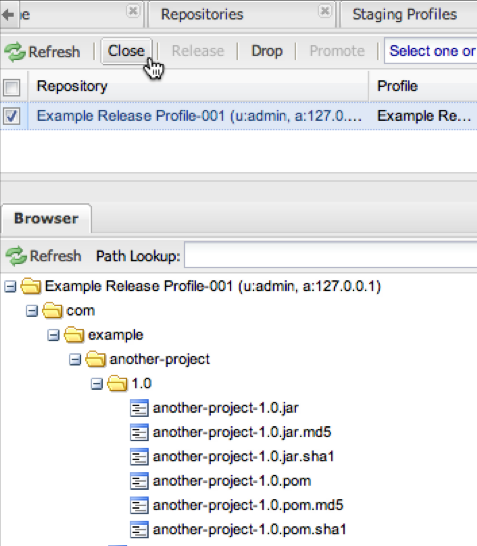 Repositories Staging Profiles
Refresh Close Release Drop Promote Select one or
Repository Profile
Example Release Profile-001 (u:admin, a:127.0.... Example Re...
Browser
Refresh Path Lookup:
Example Release Profile-001 (u:admin, a:127.0.0.1)
com
example
another-project
1.0
another-project-1.0.jar
another-project-1.0.jar.md5
another-project-1.0.jar.sha1
another-project-1.0.pom
another-project-1.0.pom.md5
another-project-1.0.pom.sha1